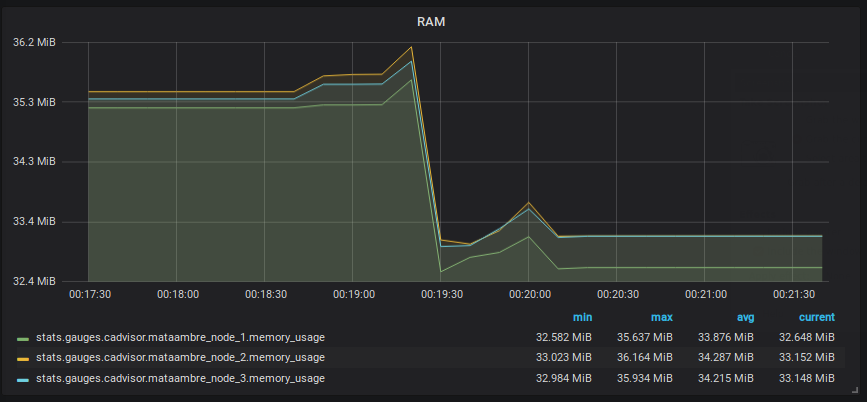 RAM
36.2 MiB
35.3 MiB
34.3 MiB
33.4 MiB
32.4 MiB
00:17:30 00:18:00 00:18:30 00:19:00 00:19:30 00:20:00 00:20:30 00:21:00 00:21:30
min max avg current
stats.gauges.cadvisor.mataambre_node_1.memory_usage 32.582 MiB 35.637 MiB 33.876 MiB 32.648 MiB
stats.gauges.cadvisor.mataambre_node_2.memory_usage 33.023 MiB 36.164 MiB 34.287 MiB 33.152 MiB
stats.gauges.cadvisor.mataambre_node_3.memory_usage 32.984 MiB 35.934 MiB 34.215 MiB 33.148 MiB